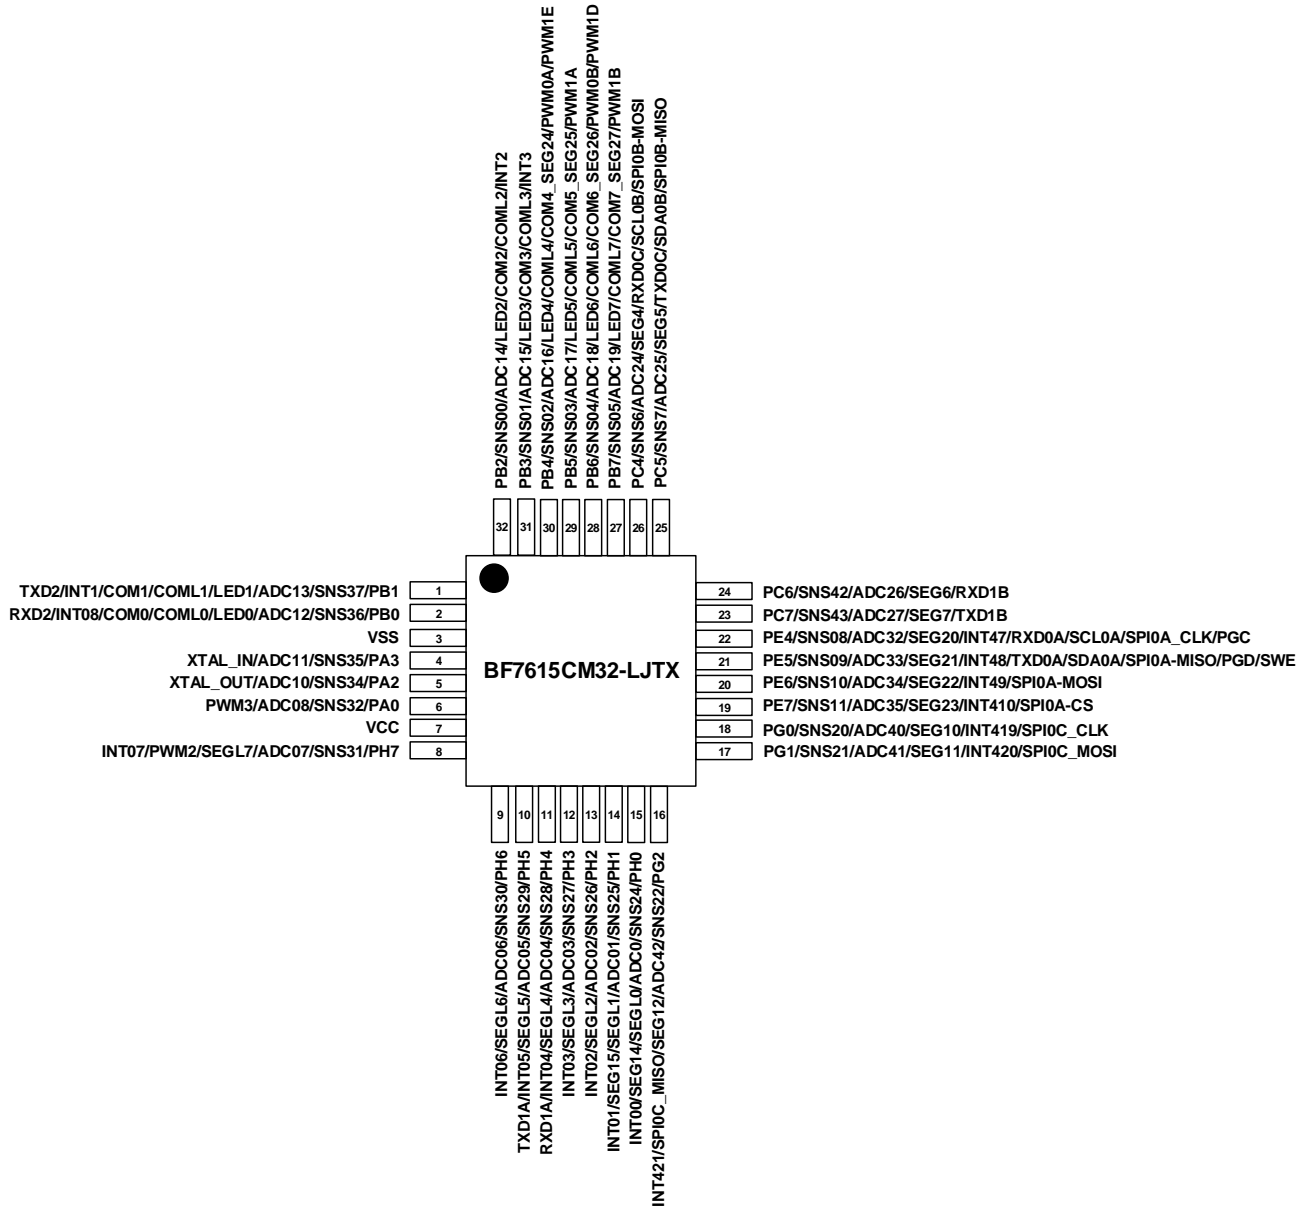 PB2/SNS00/ADC14/LED2/COM2/COML2/INT2
PB3/SNS01/ADC15/LED3/COM3/COML3/INT3
PB4/SNS02/ADC16/LED4/COML4/COM4_SEG24/PWM0A/PWM1E
PB5/SNS03/ADC17/LED5/COML5/COM5_SEG25/PWM1A
PB6/SNS04/ADC18/LED6/COML6/COM6_SEG26/PWM0B/PWM1D
PB7/SNS05/ADC19/LED7/COML7/COM7_SEG27/PWM1B
PC4/SNS6/ADC24/SEG4/RXD0C/SCL0B/SPI0B-MOSI
PC5/SNS7/ADC25/SEG5/TXD0C/SDA0B/SPI0B-MISO
32 31 30 29 28 27 26 25
TXD2/INT1/COM1/COML1/LED1/ADC13/SNS37/PB1 1
RXD2/INT08/COM0/COML0/LED0/ADC12/SNS36/PB0 2
VSS 3
XTAL_IN/ADC11/SNS35/PA3 4
XTAL_OUT/ADC10/SNS34/PA2 5
PWM3/ADC08/SNS32/PA0 6
VCC 7
INT07/PWM2/SEGL7/ADC07/SNS31/PH7 8
BF7615CM32-LJTX
24 PC6/SNS42/ADC26/SEG6/RXD1B
23 PC7/SNS43/ADC27/SEG7/TXD1B
22 PE4/SNS08/ADC32/SEG20/INT47/RXD0A/SCL0A/SPI0A_CLK/PGC
21 PE5/SNS09/ADC33/SEG21/INT48/TXD0A/SDA0A/SPI0A-MISO/PGD/SWE
20 PE6/SNS10/ADC34/SEG22/INT49/SPI0A-MOSI
19 PE7/SNS11/ADC35/SEG23/INT410/SPI0A-CS
18 PG0/SNS20/ADC40/SEG10/INT419/SPI0C_CLK
17 PG1/SNS21/ADC41/SEG11/INT420/SPI0C_MOSI
9 10 11 12 13 14 15 16
INT06/SEGL6/ADC06/SNS30/PH6
TXD1A/INT05/SEGL5/ADC05/SNS29/PH5
RXD1A/INT04/SEGL4/ADC04/SNS28/PH4
INT03/SEGL3/ADC03/SNS27/PH3
INT02/SEGL2/ADC02/SNS26/PH2
INT01/SEG15/SEGL1/ADC01/SNS25/PH1
INT00/SEG14/SEGL0/ADC0/SNS24/PH0
INT421/SPI0C_MISO/SEG12/ADC42/SNS22/PG2